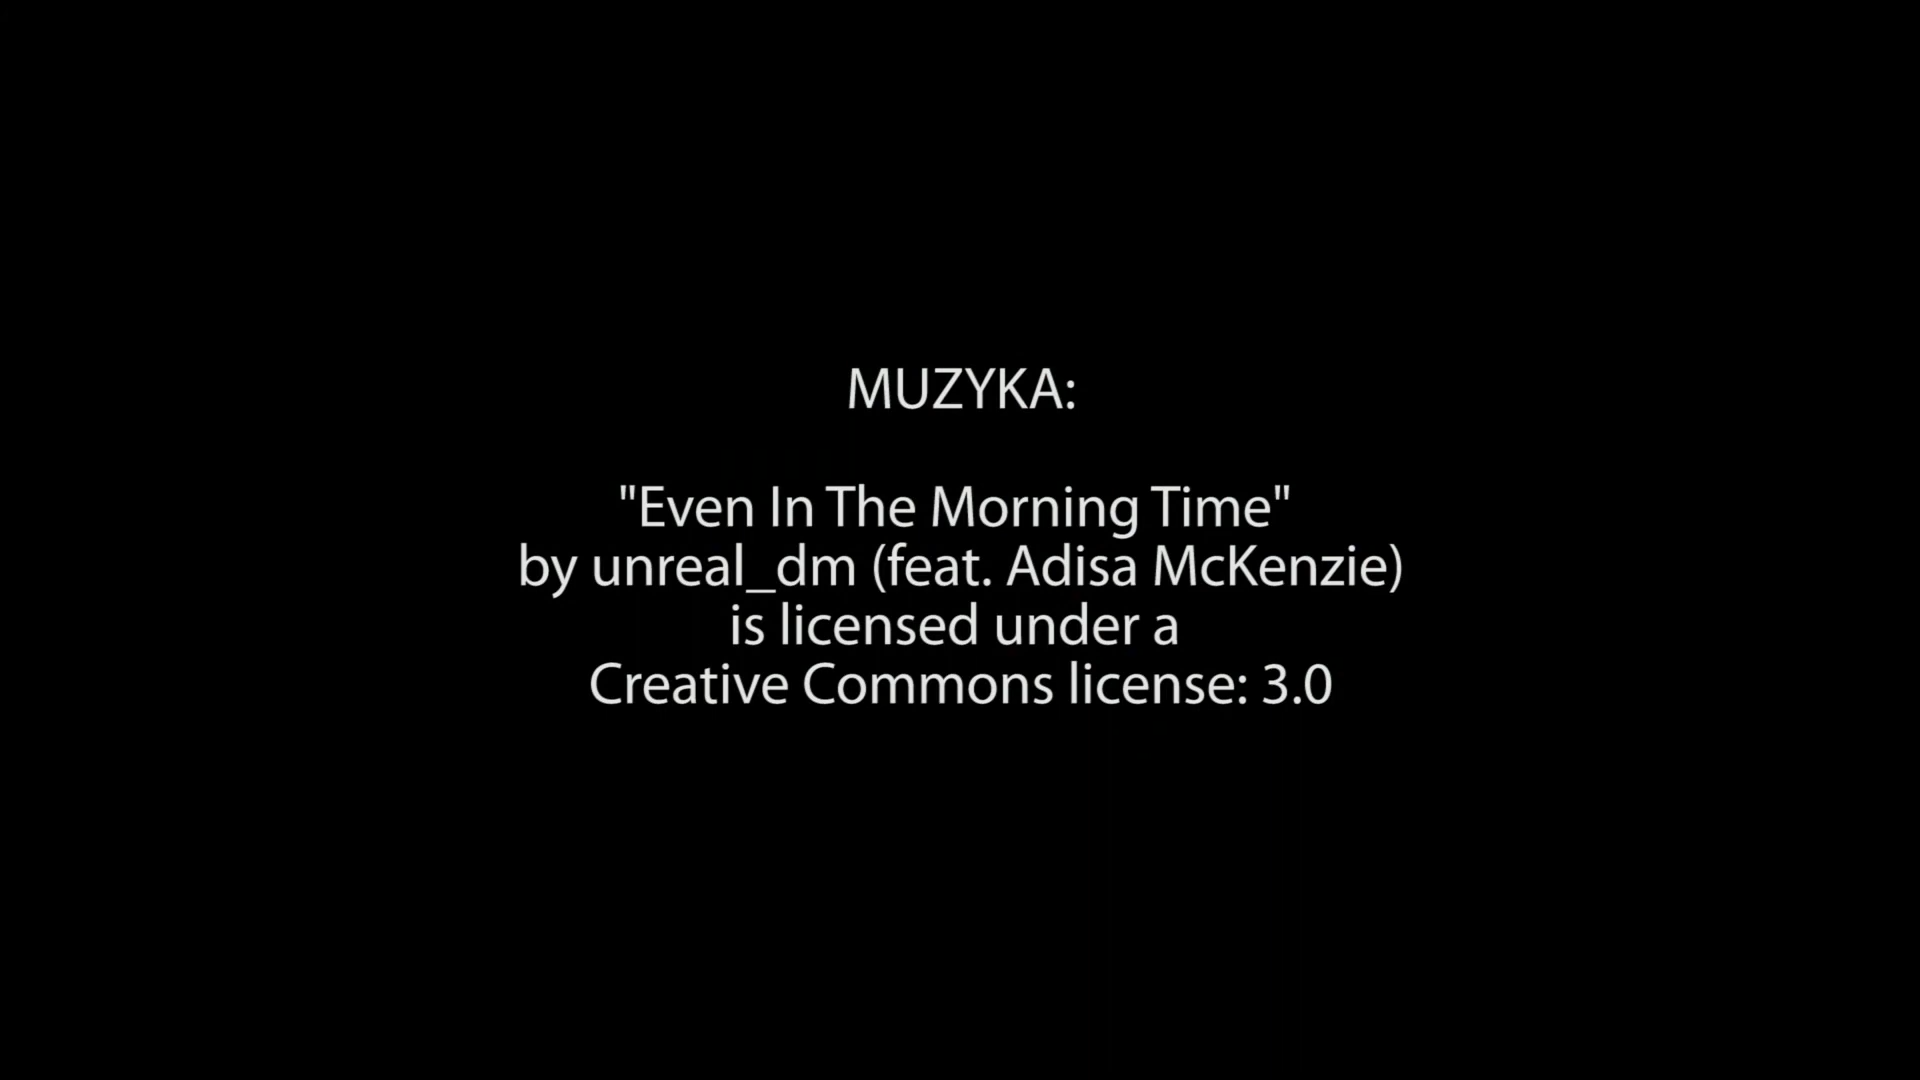 MUZYKA:
"Even In The Morning Time"
by unreal_dm (feat. Adisa McKenzie)
is licensed under a
Creative Commons license: 3.0